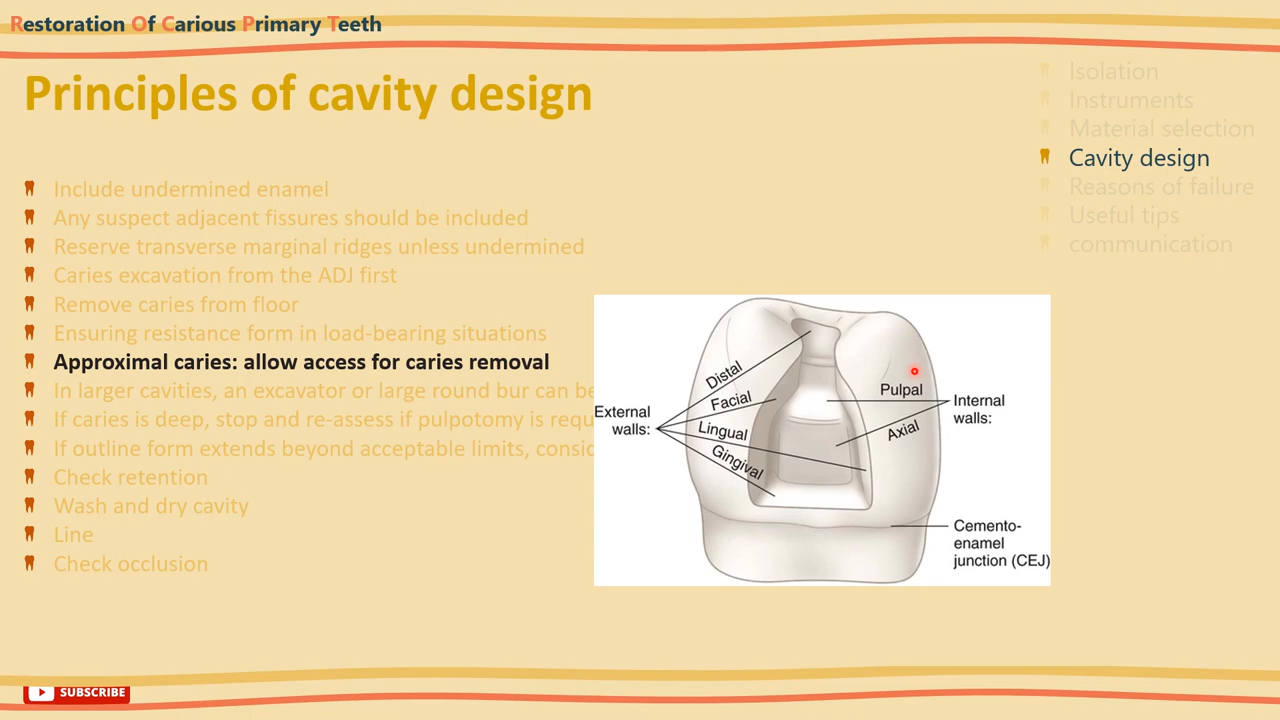 Restoration Of Carious Primary Teeth
Principles of cavity design
Isolation
Instruments
Material selection
Cavity design
Reasons of failure
Useful tips
communication
Include undermined enamel
Any suspect adjacent fissures should be included
Reserve transverse marginal ridges unless undermined
Caries excavation from the ADJ first
Remove caries from floor
Ensuring resistance form in load-bearing situations
Approximal caries: allow access for caries removal
In larger cavities, an excavator or large round bur can be
If caries is deep, stop and re-assess if pulpotomy is requ
If outline form extends beyond acceptable limits, consid
Check retention
Wash and dry cavity
Line
Check occlusion
External
walls:
Distal
Facial
Lingual
Gingival
Pulpal
Axial
Internal
walls:
Cemento-
enamel
junction (CEJ)
SUBSCRIBE